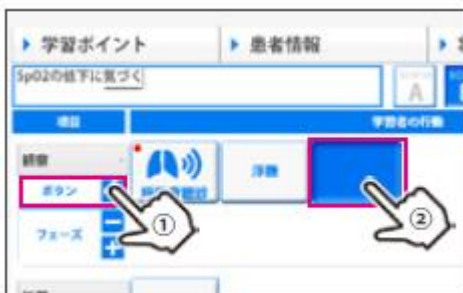 ▶ 学習ポイント
▶ 患者情報
SpO2の低下に気づく
A
項目
学習者の行動
観察
浮腫
ボタン
①
②
フェーズ